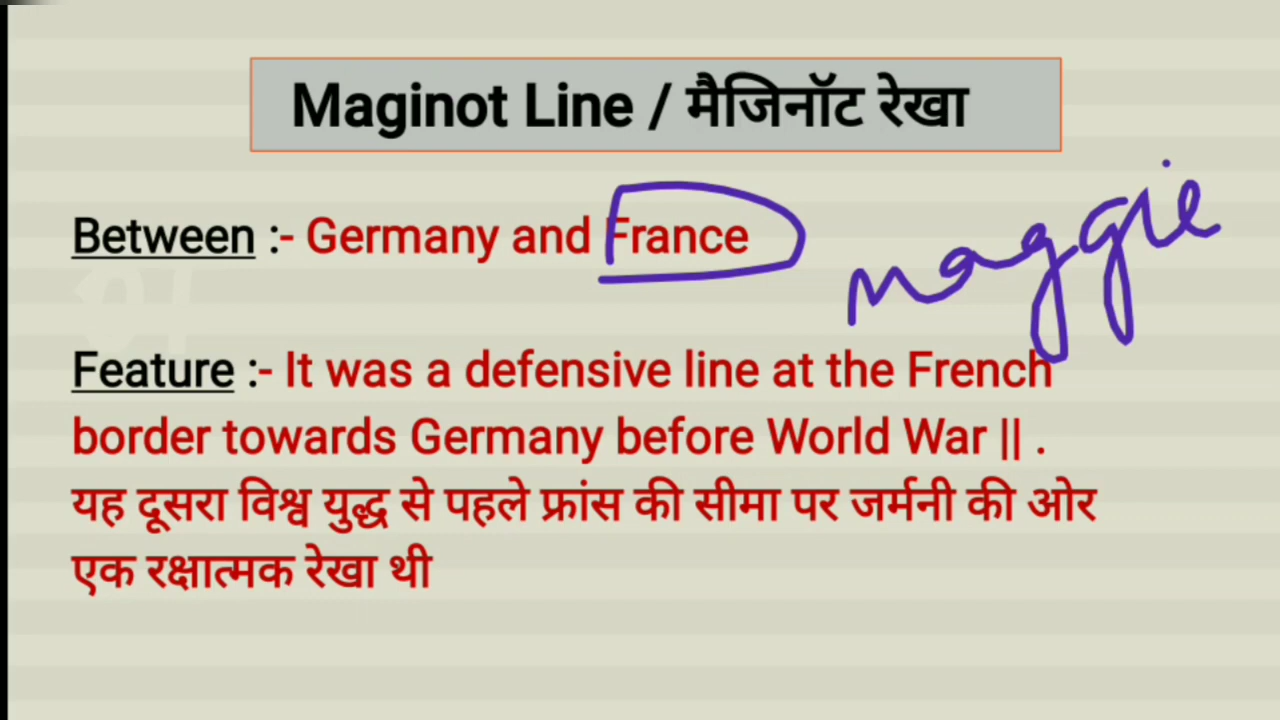 Maginot Line / मैजिनॉट रेखा
Between :- Germany and France
maggie
Feature :- It was a defensive line at the French
border towards Germany before World War || .
यह दूसरा विश्व युद्ध से पहले फ्रांस की सीमा पर जर्मनी की ओर
एक रक्षात्मक रेखा थी